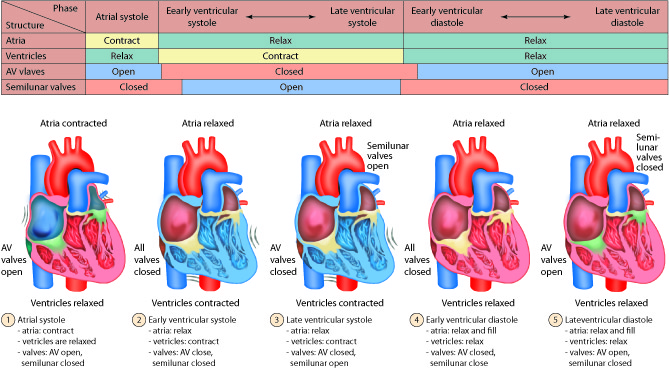 Phase
Structure
Atrial systole
Eearly ventricular
systole
Late ventricular
systole
Eearly ventricular
diastole
Late ventricular
diastole
Atria
Contract
Relax
Relax
Ventricles
Relax
Contract
Relax
AV vlaves
Open
Closed
Open
Semilunar valves
Closed
Open
Closed
Atria contracted
AV
valves
open
Ventricles relaxed
Atria relaxed
All
valves
closed
Ventricles contracted
Atria relaxed
Semilunar
valves
open
AV
valves
closed
Ventricles contracted
Atria relaxed
All
valves
closed
Ventricles relaxed
Atria relaxed
Semi-
lunar
valves
closed
AV
valves
open
Ventricles relaxed
1 Atrial systole
- atria: contract
- vetricles are relaxed
- valves: AV open,
semilunar closed
2 Early ventricular systole
- atria: relax
- vetricles: contract
- valves: AV close,
semilunar closed
3 Late ventricular systole
- atria: relax
- vetricles: contract
- valves: AV closed,
semilunar open
4 Early ventricular diastole
- atria: relax and fill
- vetricles: relax
- valves: AV closed,
semilunar close
5 Lateventricular diastole
- atria: relax and fill
- ventricles: relax
- valves: AV open,
semilunar closed